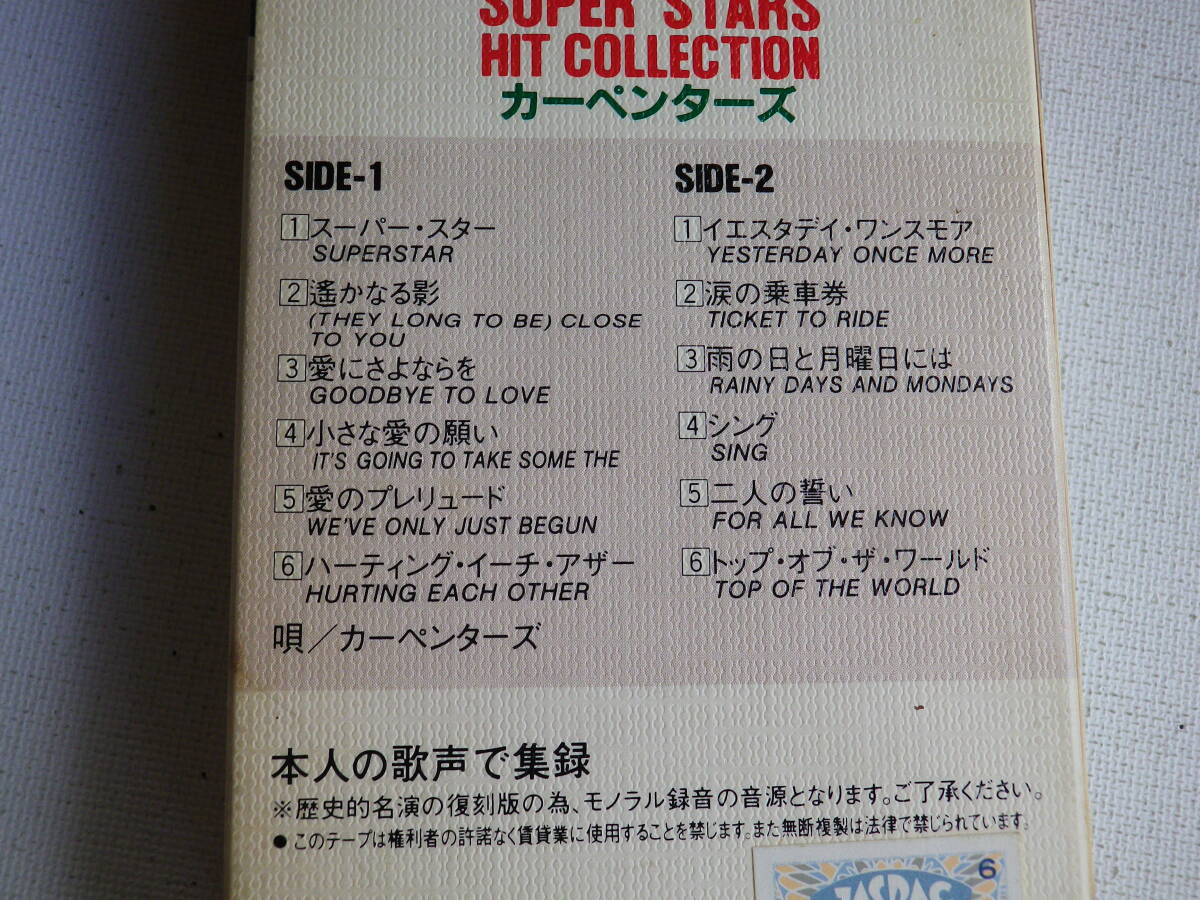 SUPER STARS
HIT COLLECTION
カーペンターズ
SIDE-1
1 スーパー・スター
SUPERSTAR
2 遙かなる影
(THEY LONG TO BE) CLOSE
TO YOU
3 愛にさよならを
GOODBYE TO LOVE
4 小さな愛の願い
IT'S GOING TO TAKE SOME THE
5 愛のプレリュード
WE'VE ONLY JUST BEGUN
6 ハーティング・イーチ・アザー
HURTING EACH OTHER
唄／カーペンターズ
SIDE-2
1 イエスタデイ・ワンスモア
YESTERDAY ONCE MORE
2 涙の乗車券
TICKET TO RIDE
3 雨の日と月曜日には
RAINY DAYS AND MONDAYS
4 シング
SING
5 二人の誓い
FOR ALL WE KNOW
6 トップ・オブ・ザ・ワールド
TOP OF THE WORLD
本人の歌声で集録
※歴史的名演の復刻版の為、モノラル録音の音源となります。ご了承ください。
●このテープは権利者の許諾なく賃貸業に使用することを禁じます。また無断複製は法律で禁じられています。
6
JASRAC